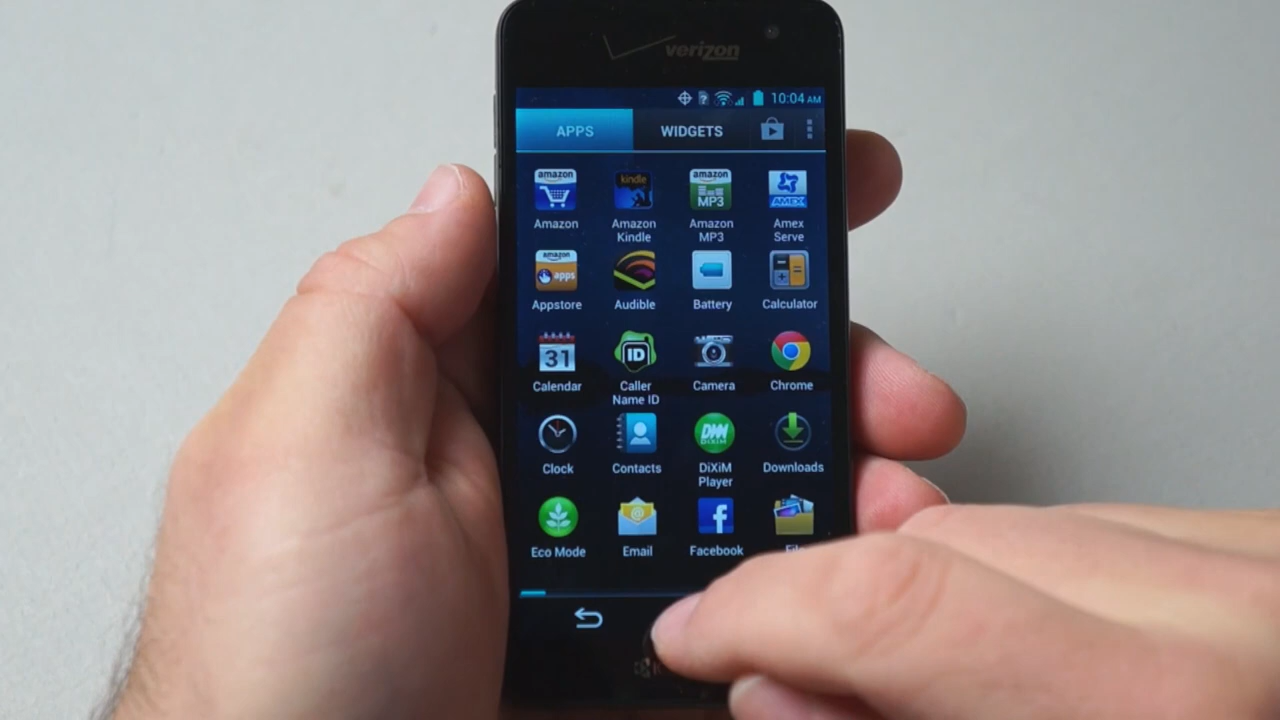 verizon
10:04 AM
APPS WIDGETS
amazon kindle amazon MP3 AMEX
Amazon Amazon Kindle Amazon MP3 Amex Serve
amazon apps
Appstore Audible Battery Calculator
31 ID
Calendar Caller Name ID Camera Chrome
DiXiM
Clock Contacts DiXiM Player Downloads
@ f
Eco Mode Email Facebook